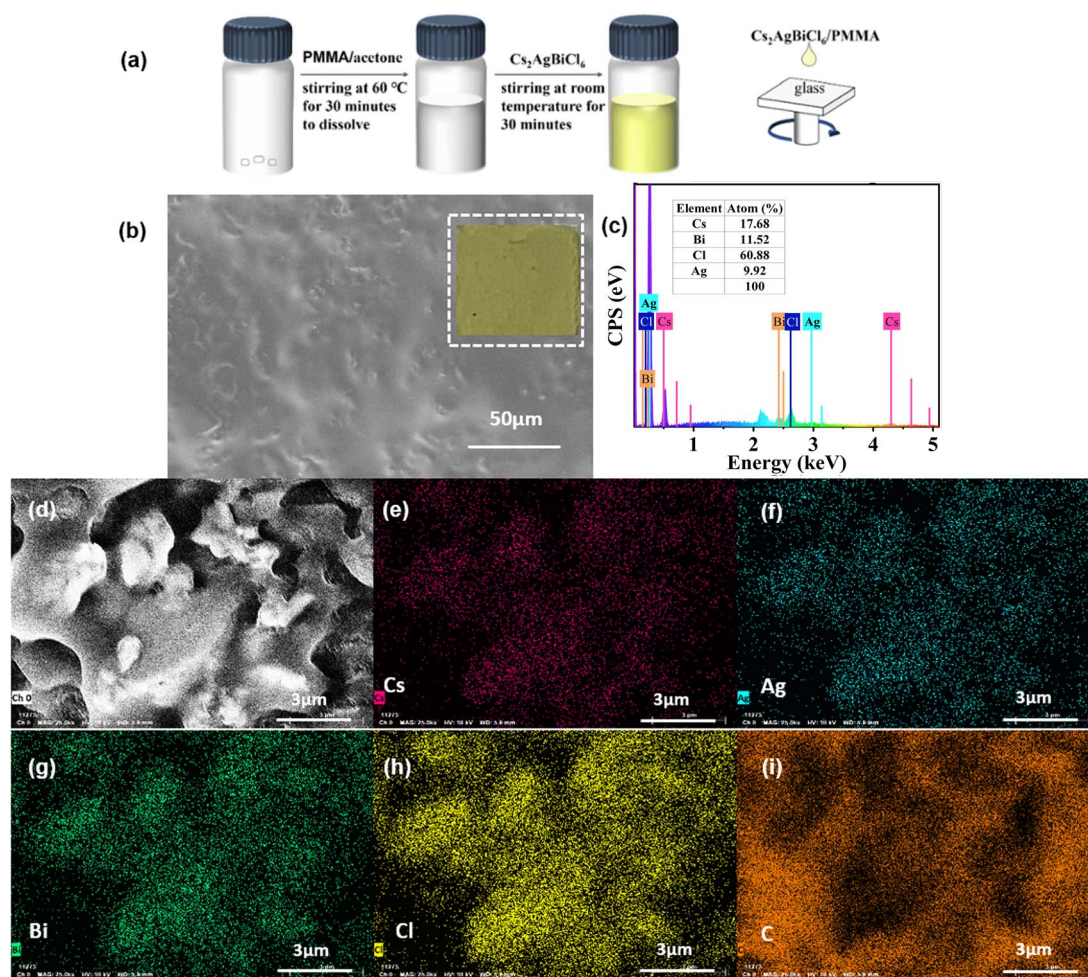 (a)
PMMA/acetone
stirring at 60 ℃
for 30 minutes
to dissolve
Cs₂AgBiCl₆
stirring at room
temperature for
30 minutes
Cs₂AgBiCl₆/PMMA
glass
(b)
50μm
(c)
Element Atom (%)
Cs 17.68
Bi 11.52
Cl 60.88
Ag 9.92
100
CPS (eV)
Ag
Cl Cs Bi Cl Ag Cs
Bi
1 2 3 4 5
Energy (keV)
(d)
Ch 0
3μm
(e)
Cs
3μm
(f)
Ag
3μm
(g)
Bi
3μm
(h)
Cl
3μm
(i)
C
3μm